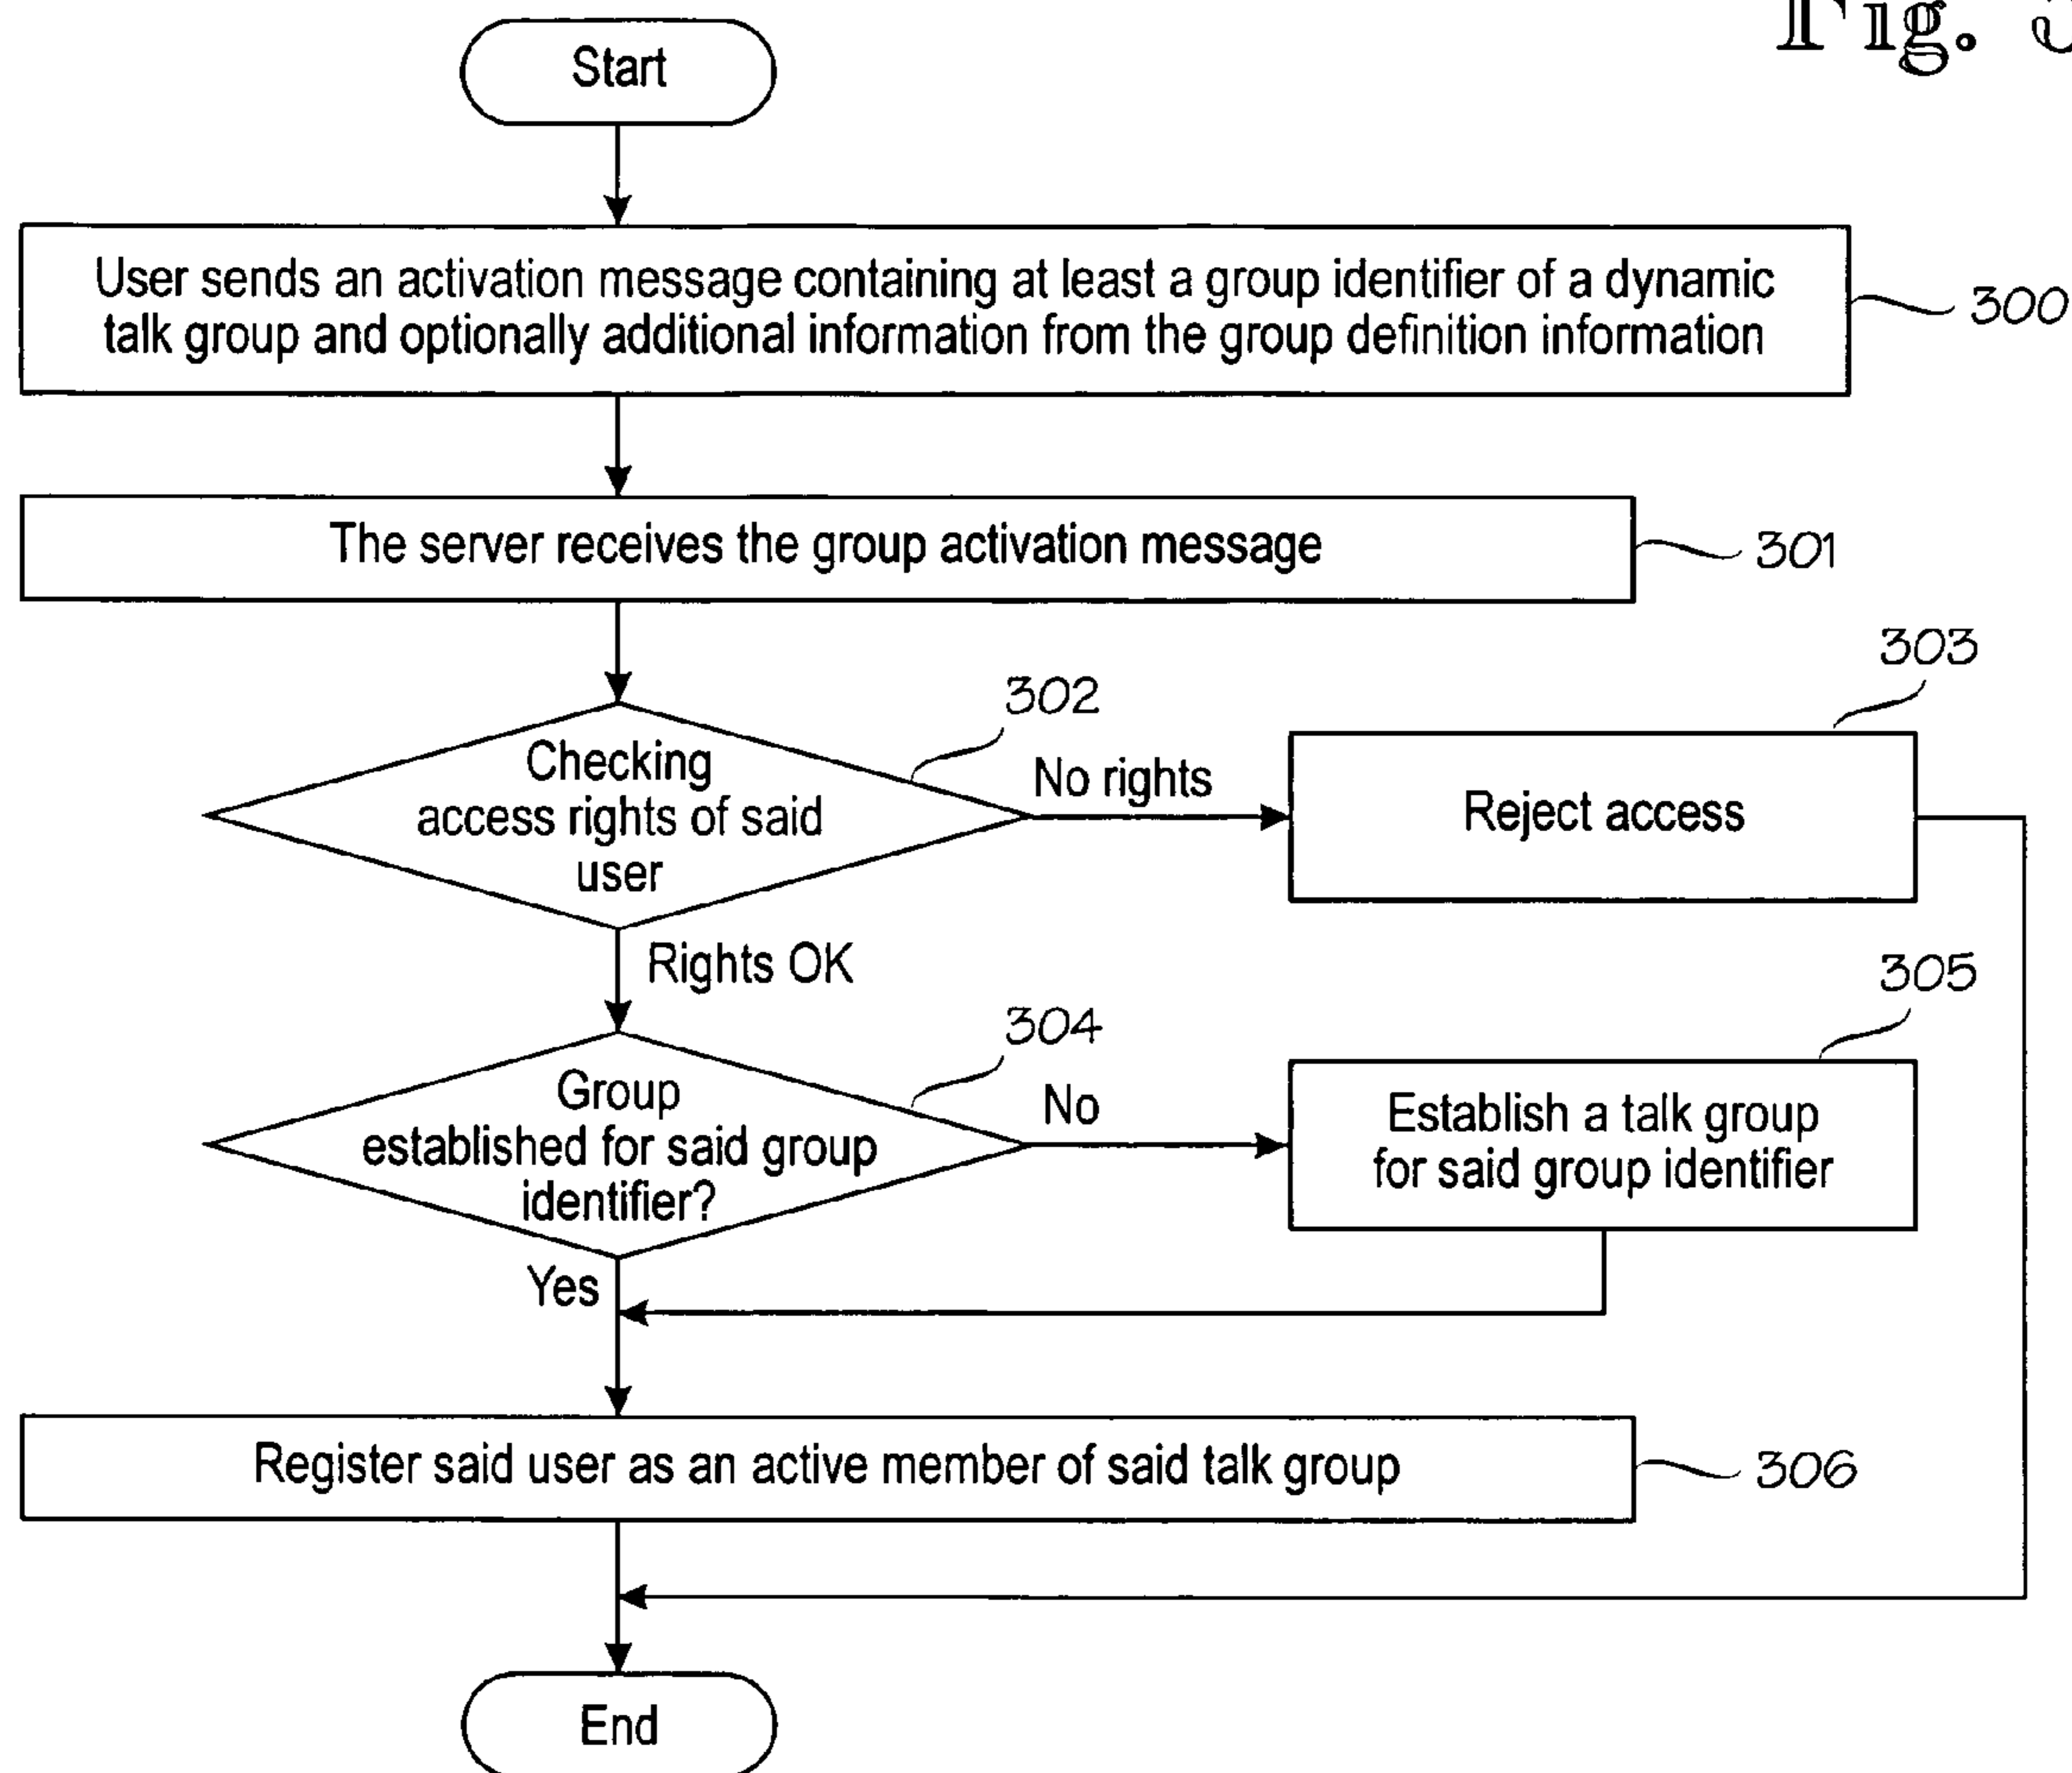 Fig. 3
Start
User sends an activation message containing at least a group identifier of a dynamic
talk group and optionally additional information from the group definition information
300
The server receives the group activation message
301
302
303
Checking
access rights of said
user
No rights
Reject access
Rights OK
304
305
Group
established for said group
identifier?
No
Establish a talk group
for said group identifier
Yes
Register said user as an active member of said talk group
306
End